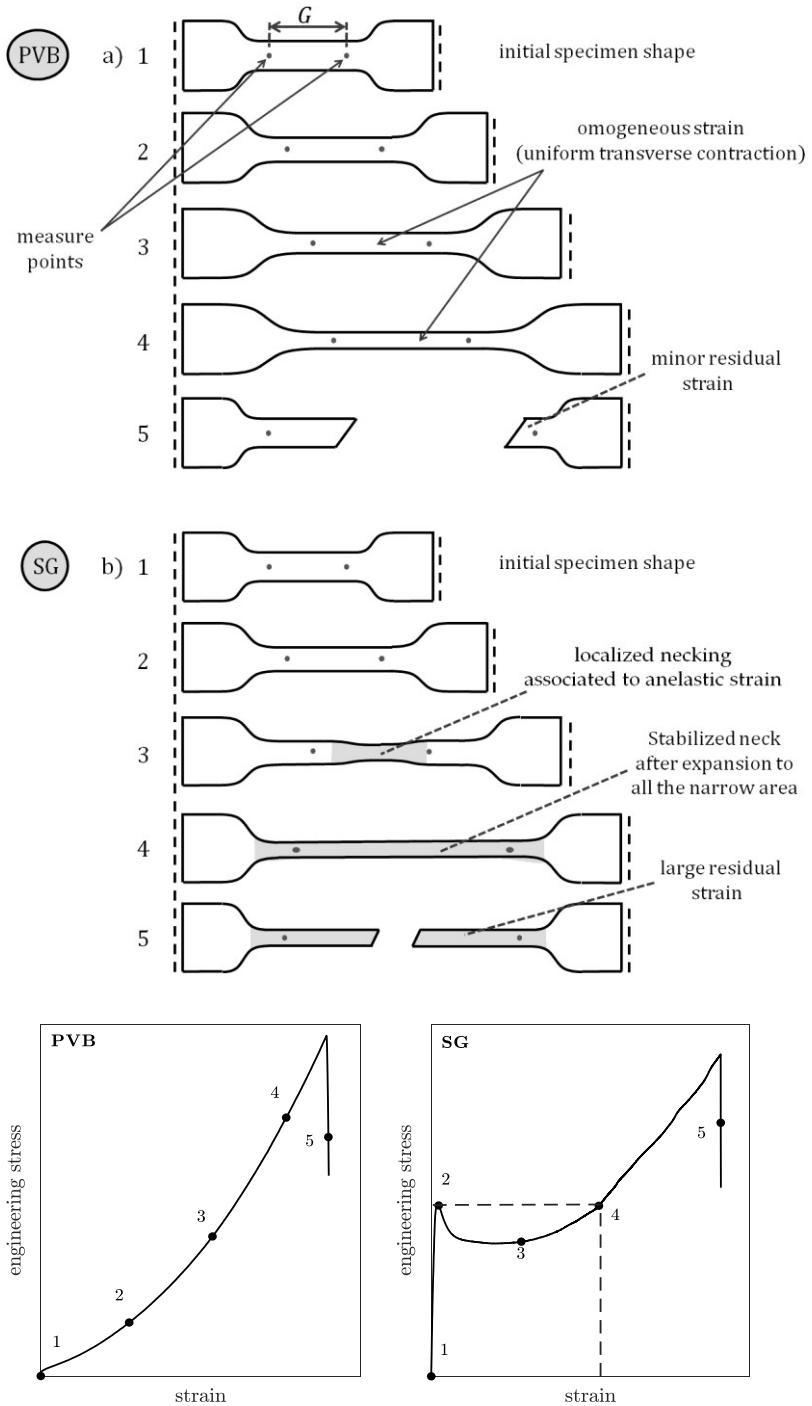 G
PVB
a)
1
initial specimen shape
2
omogeneous strain
(uniform transverse contraction)
measure
points
3
4
minor residual
strain
5
SG
b)
1
initial specimen shape
2
localized necking
associated to anelastic strain
3
Stabilized neck
after expansion to
all the narrow area
4
large residual
strain
5
PVB
engineering stress
1
2
3
4
5
strain
SG
engineering stress
1
2
3
4
5
strain